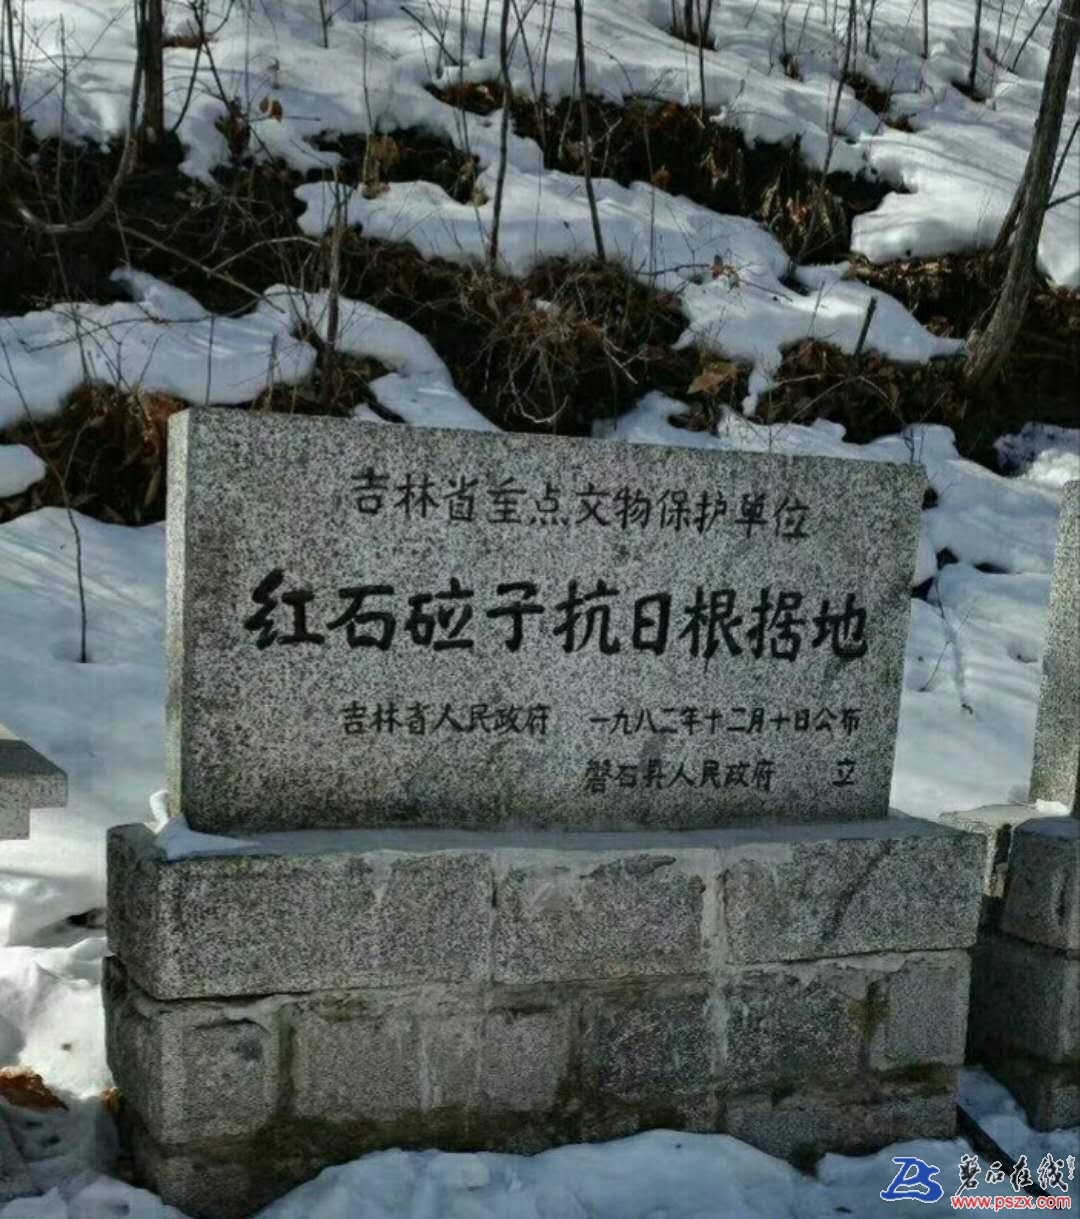 吉林省重点文物保护单位
红石砬子抗日根据地
吉林省人民政府 一九八二年十二月十日公布
磐石县人民政府 立
磐石在线
www.pszx.com